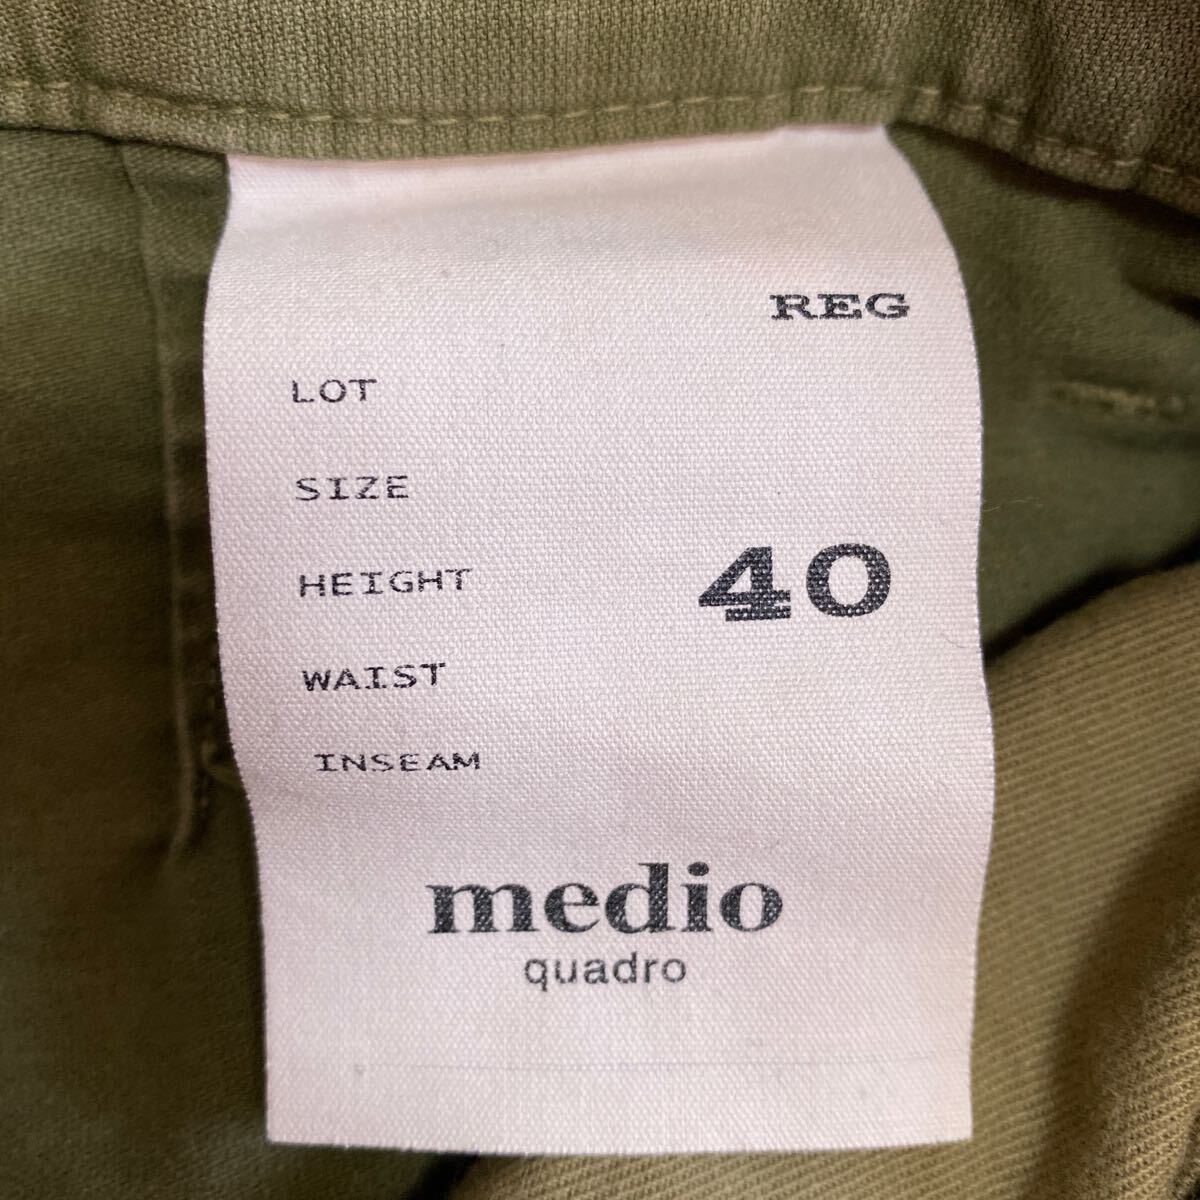 REG
LOT
SIZE
HEIGHT
40
WAIST
INSEAM
medio
quadro